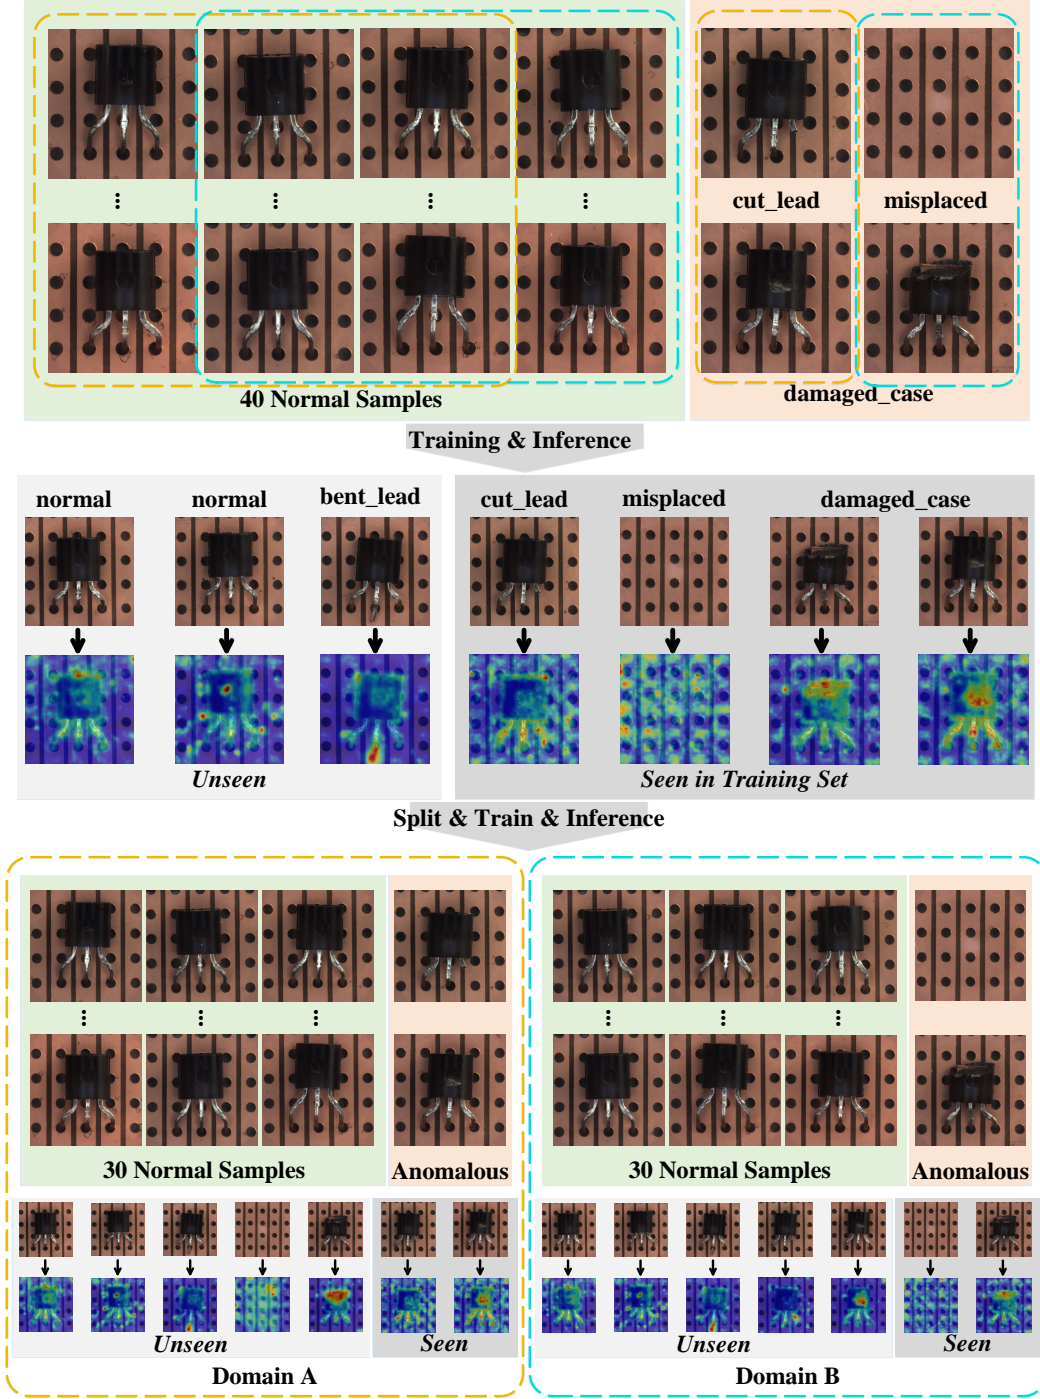 cut_lead
misplaced
40 Normal Samples
damaged_case
Training & Inference
normal
normal
bent_lead
cut_lead
misplaced
damaged_case
Unseen
Seen in Training Set
Split & Train & Inference
30 Normal Samples
Anomalous
30 Normal Samples
Anomalous
Unseen
Seen
Unseen
Seen
Domain A
Domain B